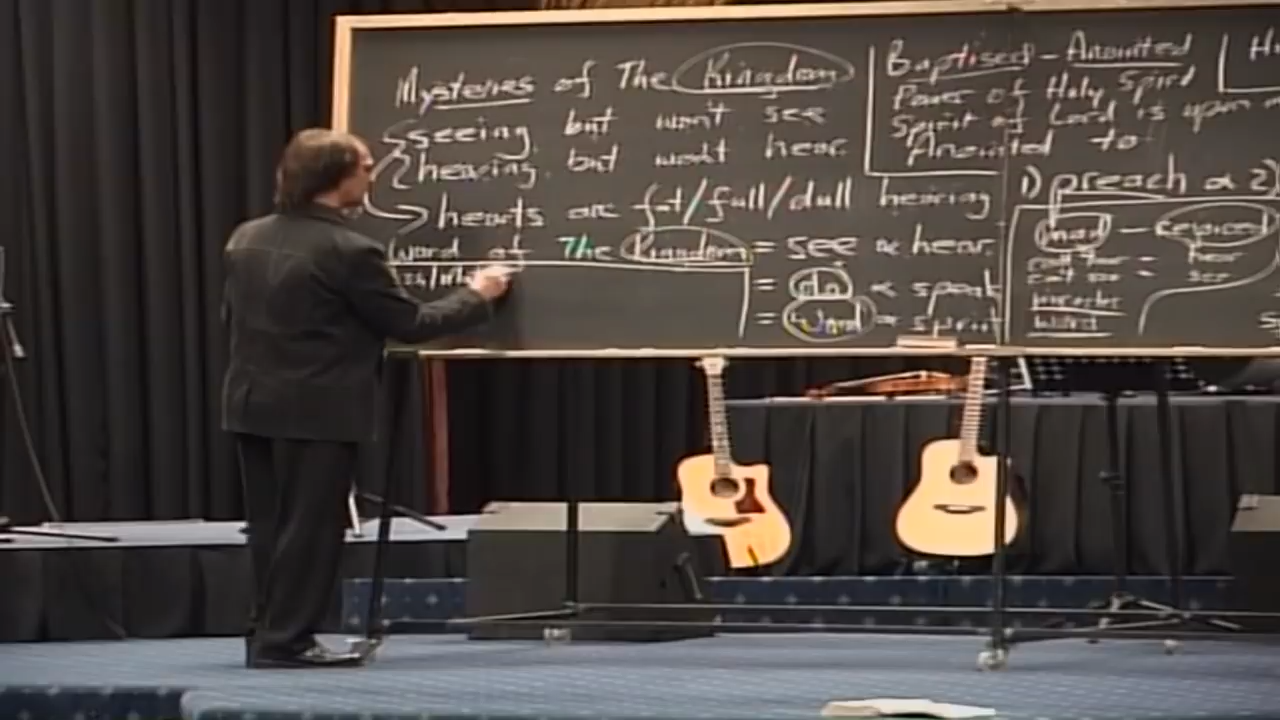 Mysteries of The Kingdom
seeing but won't see
hearing but won't hear
hearts are fat/full/dull hearing
Word of The Kingdom = see & hear.
= do & speak
= Word & spirit
Baptised - Anointed
Power of Holy Spirit
Spirit of Lord is upon
Anointed to
1) preach & 2)
hear
see
word